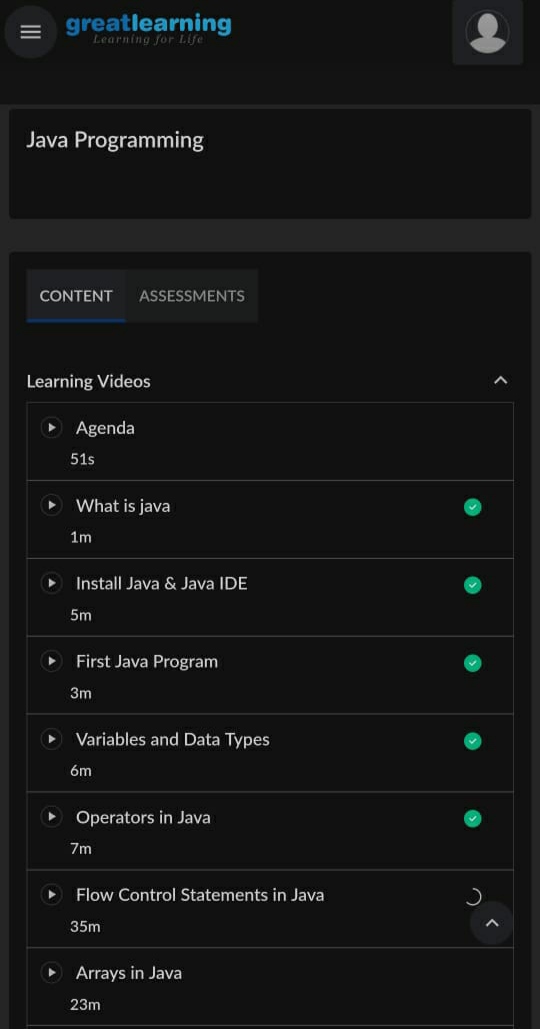 greatlearning
Learning for Life
Java Programming
CONTENT ASSESSMENTS
Learning Videos
Agenda
51s
What is java
1m
Install Java & Java IDE
5m
First Java Program
3m
Variables and Data Types
6m
Operators in Java
7m
Flow Control Statements in Java
35m
Arrays in Java
23m